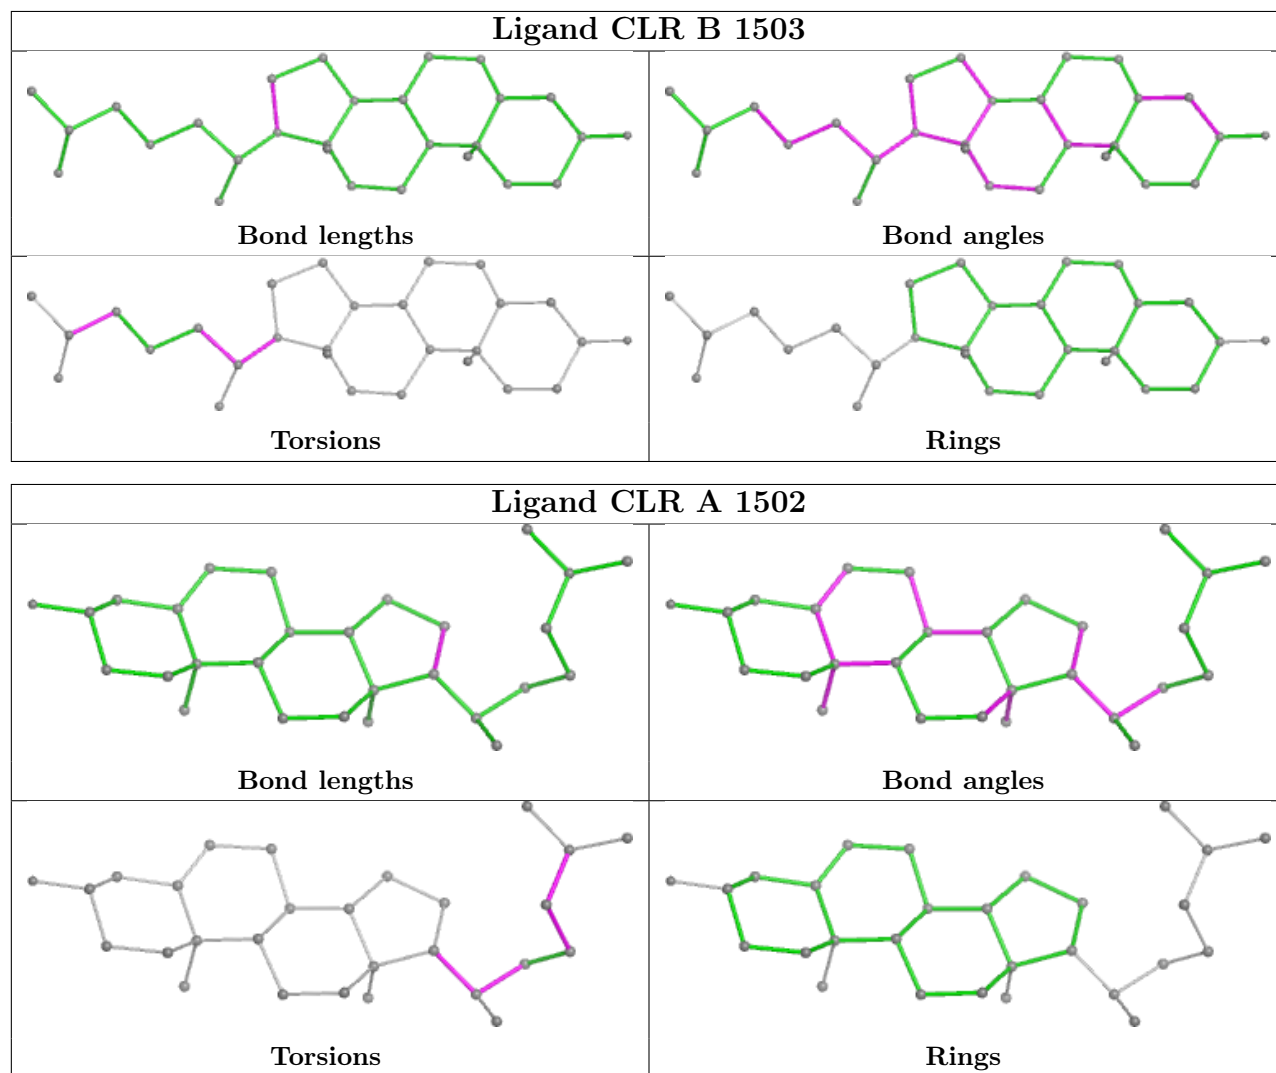 Ligand CLR B 1503
Bond lengths
Bond angles
Torsions
Rings
Ligand CLR A 1502
Bond lengths
Bond angles
Torsions
Rings